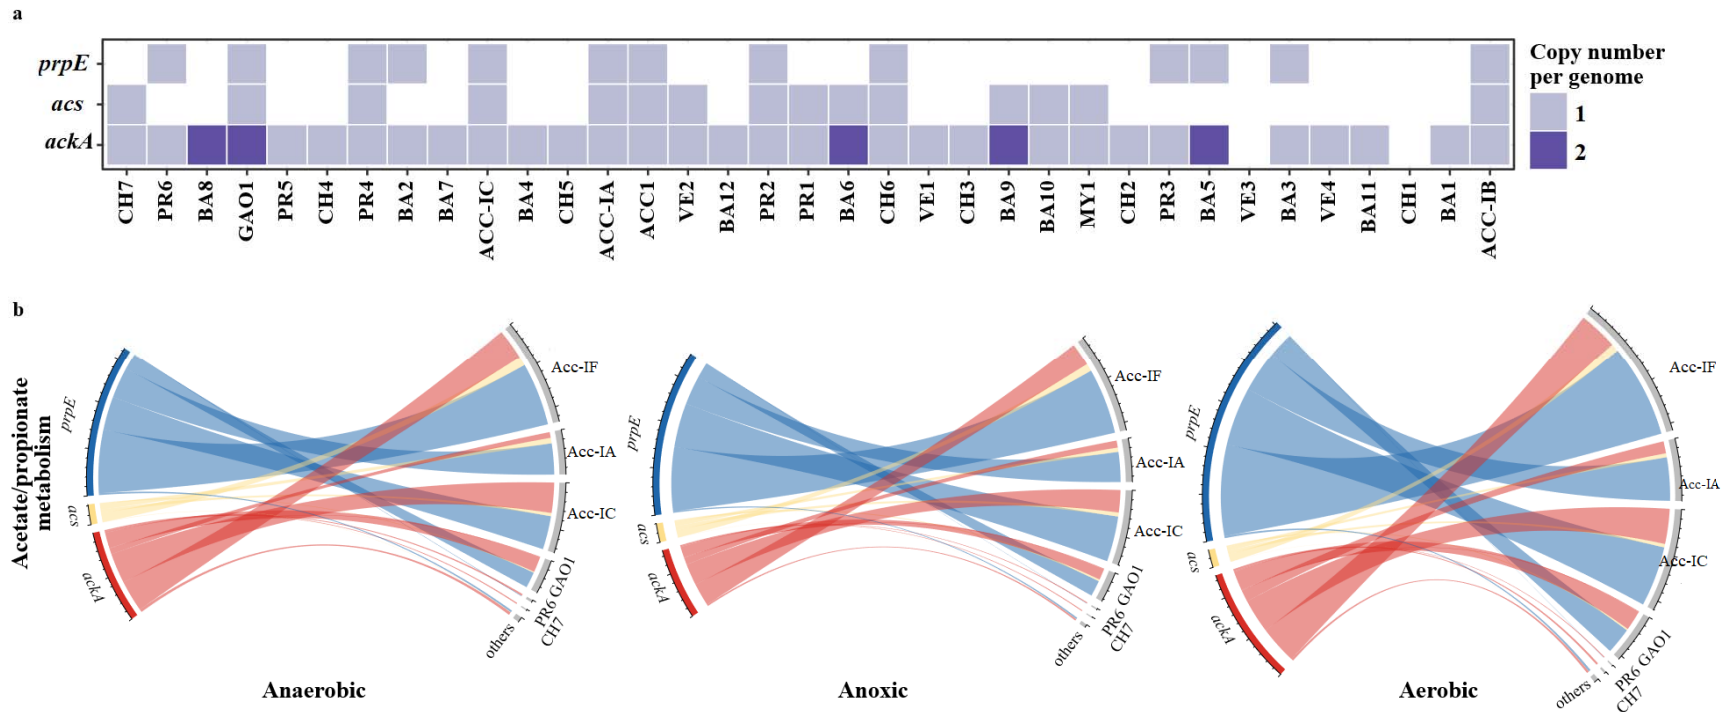 a
prpE
acs
ackA
Copy number
per genome
1
2
CH7
PR6
BA8
GAO1
PR5
CH4
PR4
BA2
BA7
ACC-IC
BA4
CH5
ACC-IA
ACC1
VE2
BA12
PR2
PR1
BA6
CH6
VE1
CH3
BA9
BA10
MY1
CH2
PR3
BA5
VE3
BA3
VE4
BA11
CH1
BA1
ACC-IB
b
Acetate/propionate
metabolism
prpE
acs
ackA
Acc-IF
Acc-IA
Acc-IC
GAO1
PR6
CH7
others
Anaerobic
prpE
acs
ackA
Acc-IF
Acc-IA
Acc-IC
GAO1
PR6
CH7
others
Anoxic
prpE
acs
ackA
Acc-IF
Acc-IA
Acc-IC
GAO1
PR6
CH7
others
Aerobic